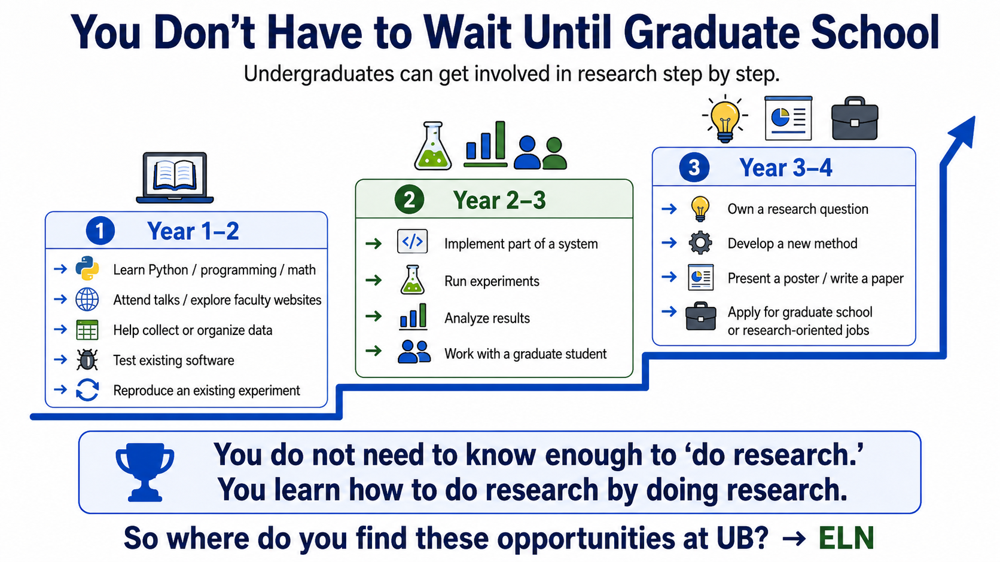 You Don't Have to Wait Until Graduate School
Undergraduates can get involved in research step by step.
1 Year 1–2
→ Learn Python / programming / math
→ Attend talks / explore faculty websites
→ Help collect or organize data
→ Test existing software
→ Reproduce an existing experiment
2 Year 2–3
→ </> Implement part of a system
→ Run experiments
→ Analyze results
→ Work with a graduate student
3 Year 3–4
→ Own a research question
→ Develop a new method
→ Present a poster / write a paper
→ Apply for graduate school
or research-oriented jobs
You do not need to know enough to ‘do research.’
You learn how to do research by doing research.
So where do you find these opportunities at UB? → ELN